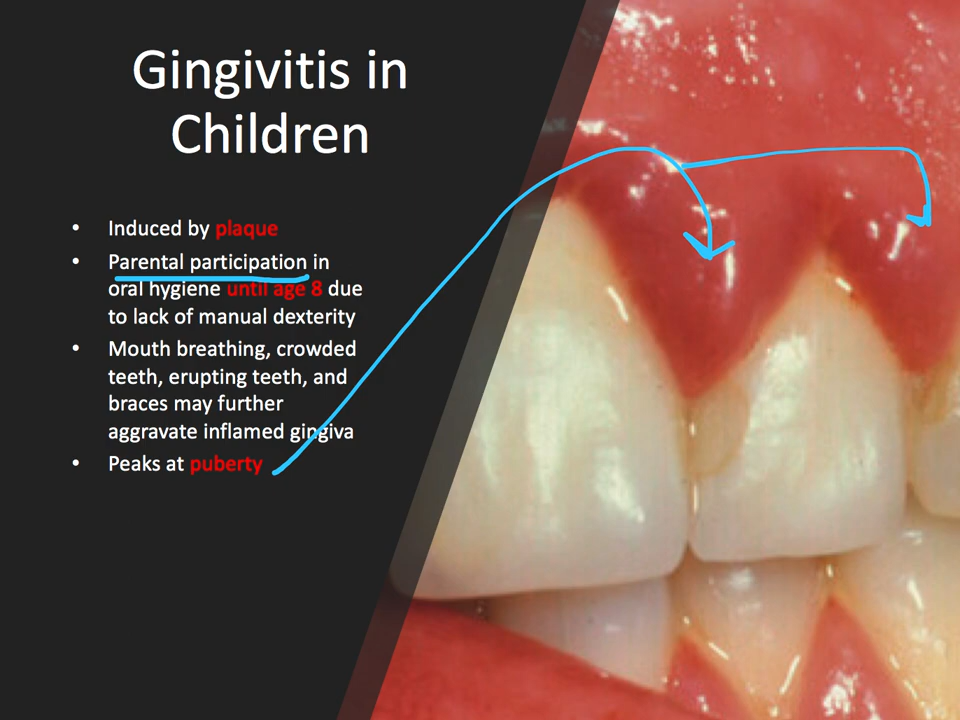 Gingivitis in
Children
• Induced by plaque
• Parental participation in
oral hygiene until age 8 due
to lack of manual dexterity
• Mouth breathing, crowded
teeth, erupting teeth, and
braces may further
aggravate inflamed gingiva
• Peaks at puberty